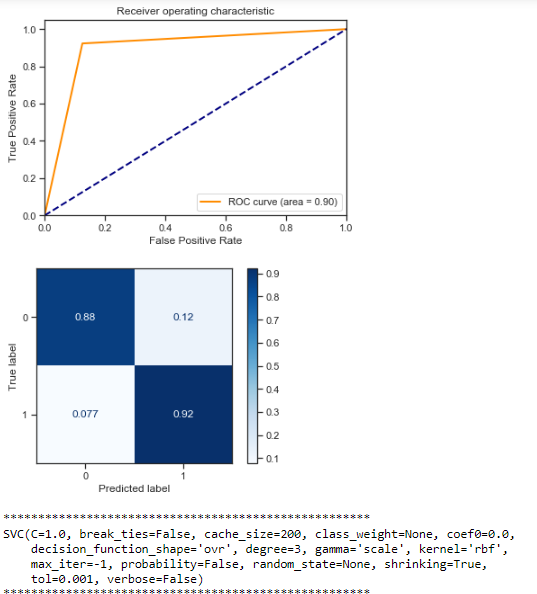 Receiver operating characteristic
1.0
0.8
0.6
0.4
0.2
0.0
True Positive Rate
ROC curve (area = 0.90)
0.0 0.2 0.4 0.6 0.8 1.0
False Positive Rate
0.9
0.8
0.7
0.6
0.5
0.4
0.3
0.2
0.1
True label
0 0.88 0.12
1 0.077 0.92
0 1
Predicted label
****************************************************
SVC(C=1.0, break_ties=False, cache_size=200, class_weight=None, coef0=0.0,
decision_function_shape='ovr', degree=3, gamma='scale', kernel='rbf',
max_iter=-1, probability=False, random_state=None, shrinking=True,
tol=0.001, verbose=False)
****************************************************